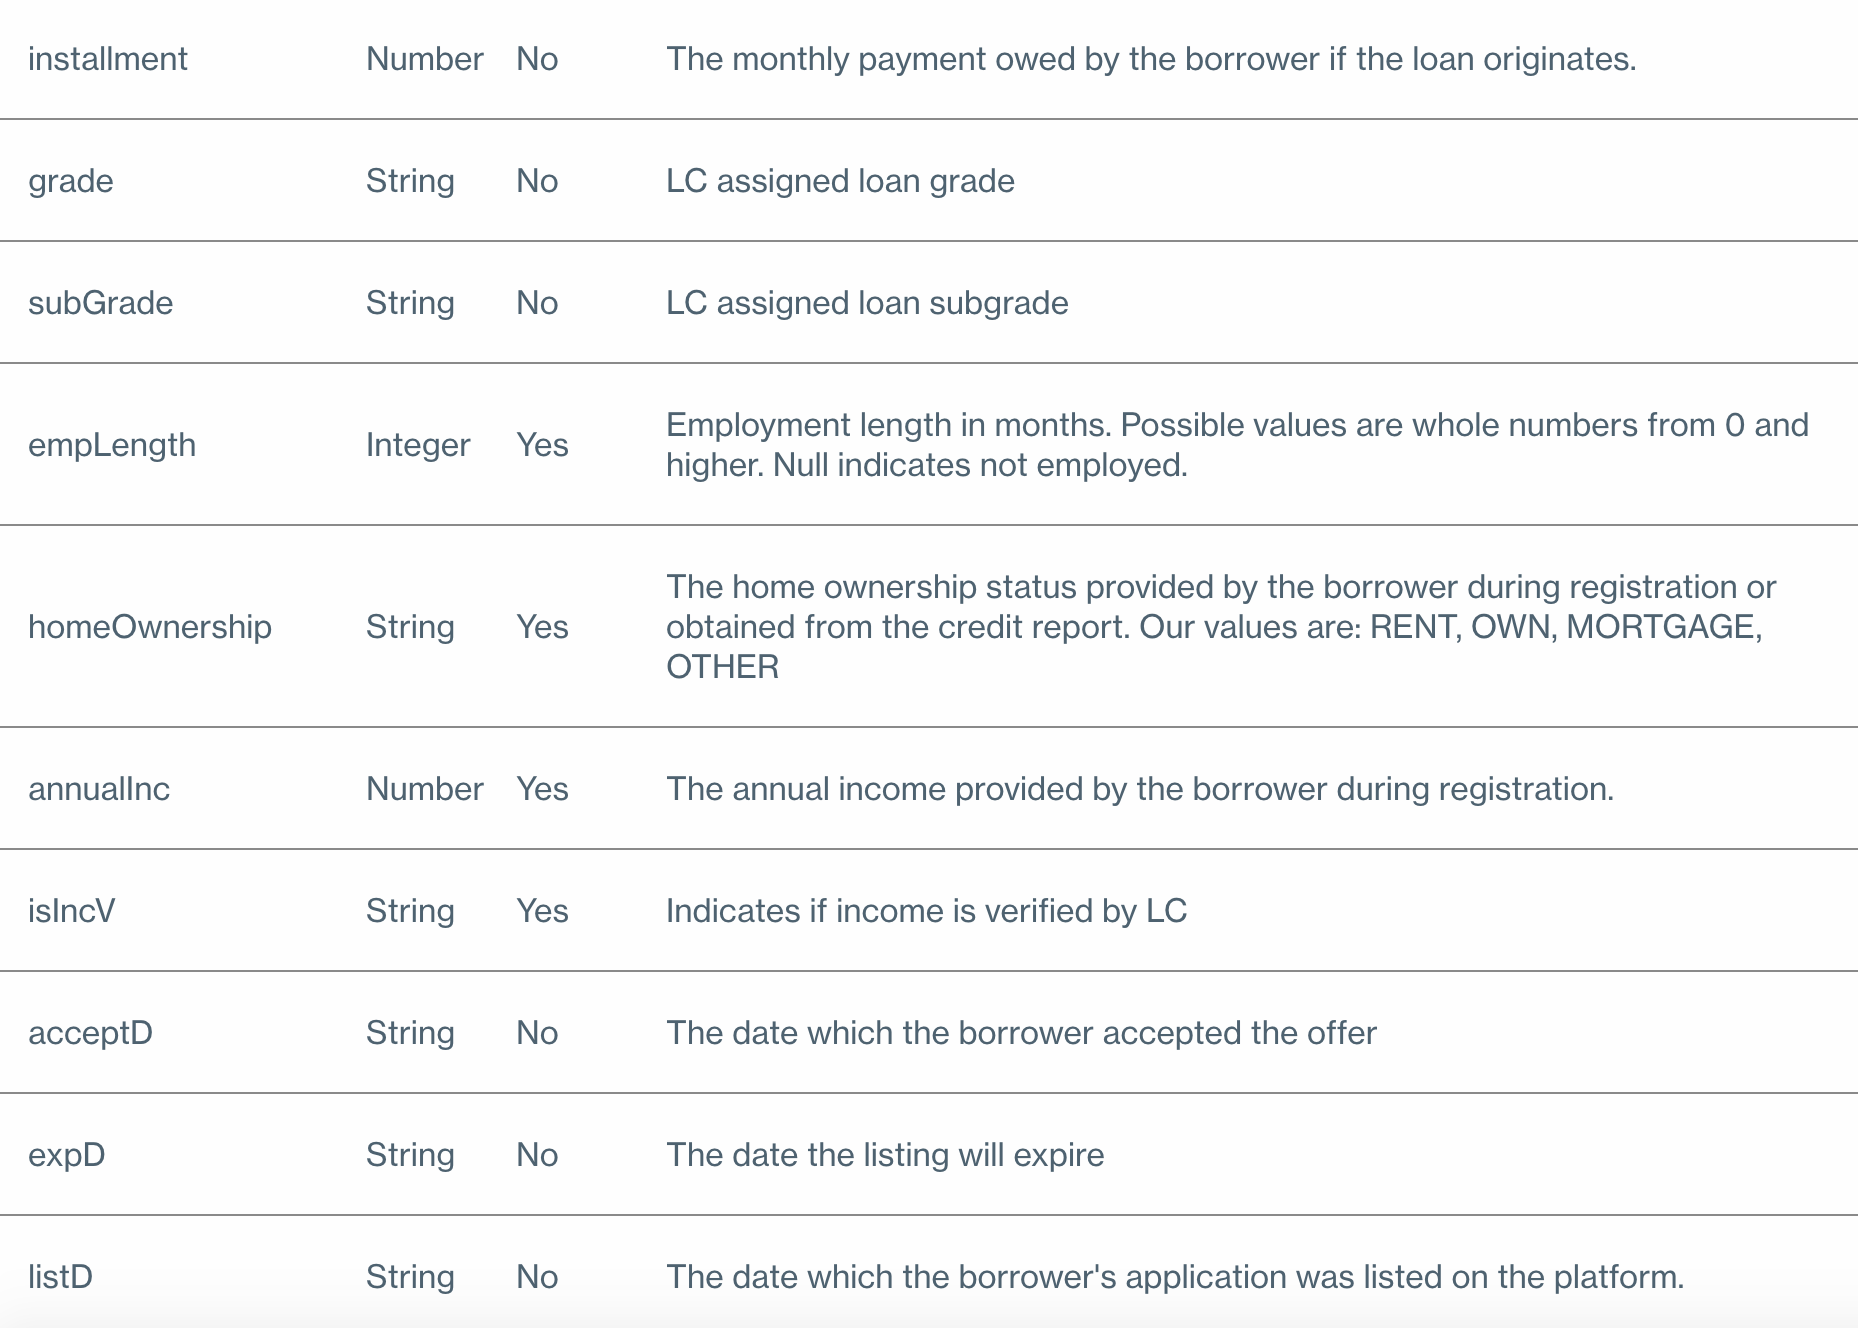 installment Number No The monthly payment owed by the borrower if the loan originates.
grade String No LC assigned loan grade
subGrade String No LC assigned loan subgrade
empLength Integer Yes Employment length in months. Possible values are whole numbers from 0 and
higher. Null indicates not employed.
homeOwnership String Yes The home ownership status provided by the borrower during registration or
obtained from the credit report. Our values are: RENT, OWN, MORTGAGE,
OTHER
annualInc Number Yes The annual income provided by the borrower during registration.
isIncV String Yes Indicates if income is verified by LC
acceptD String No The date which the borrower accepted the offer
expD String No The date the listing will expire
listD String No The date which the borrower's application was listed on the platform.